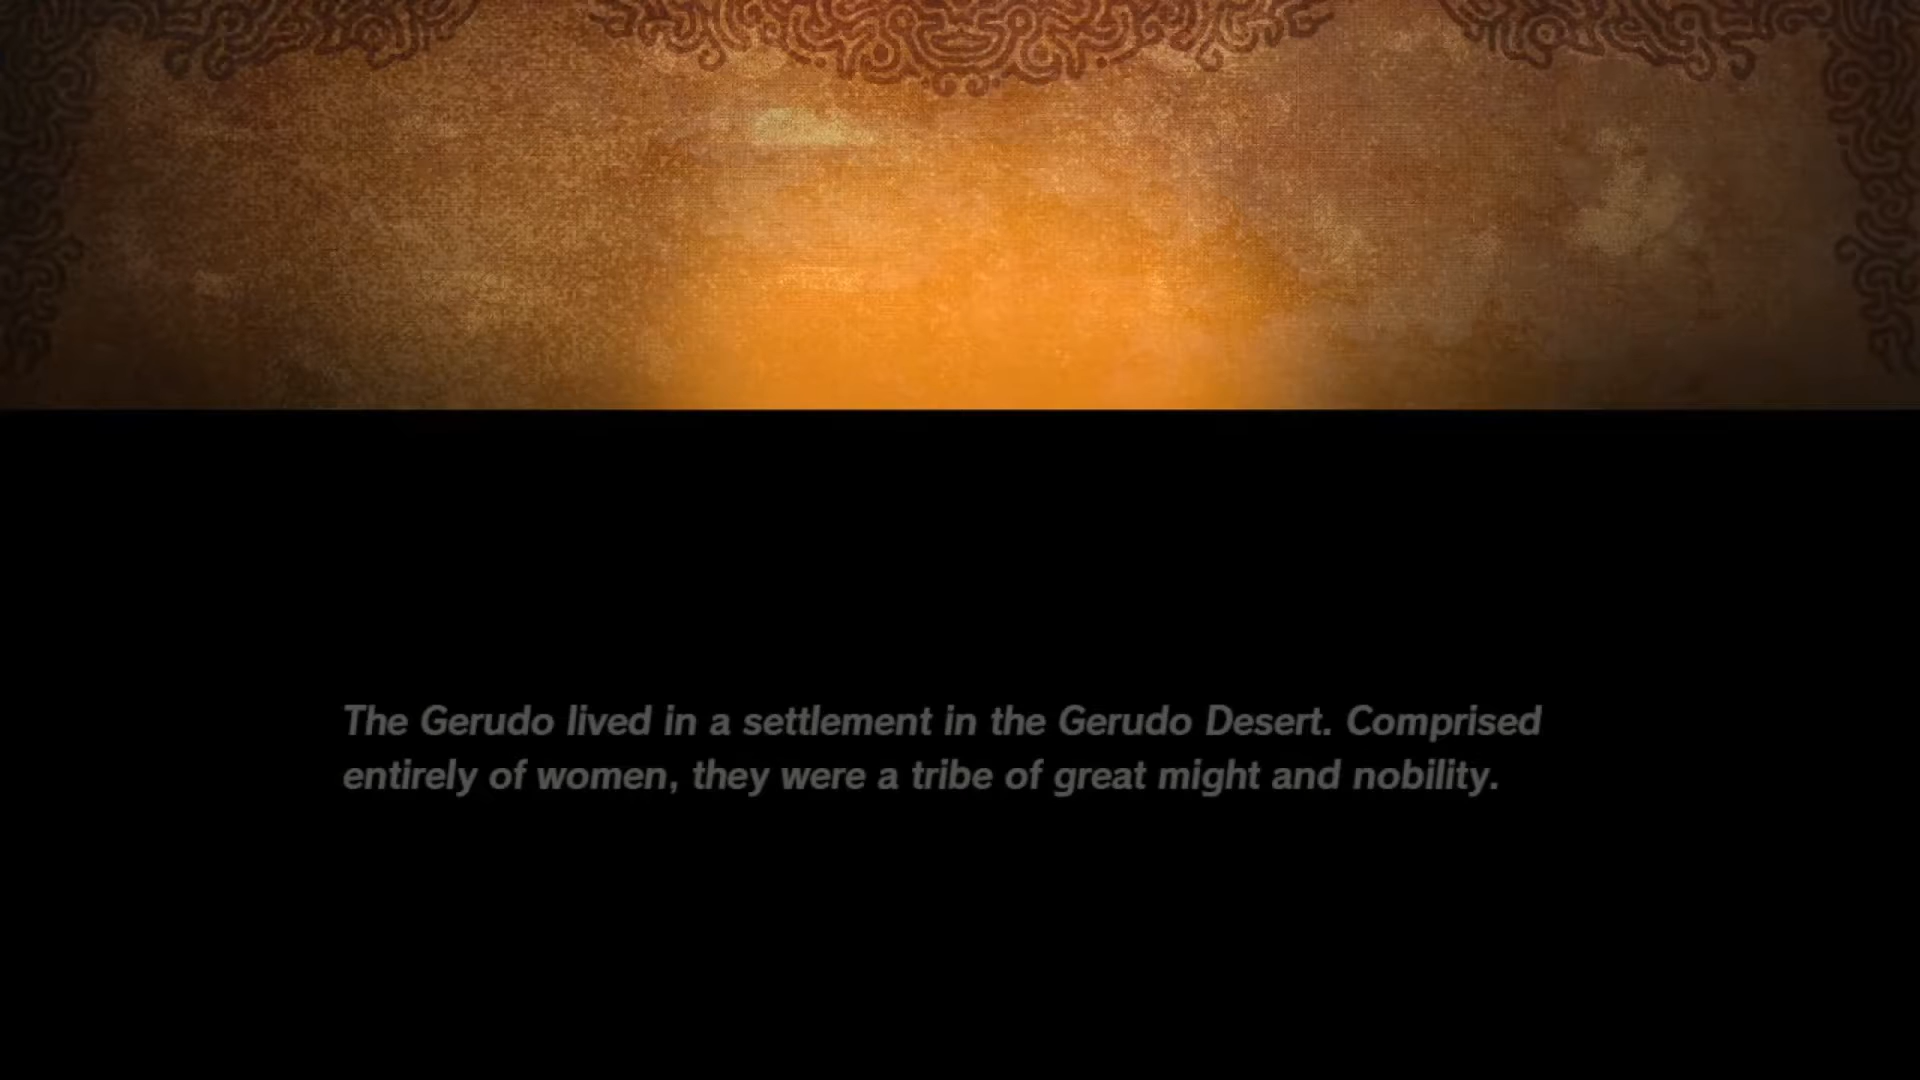 The Gerudo lived in a settlement in the Gerudo Desert. Comprised
entirely of women, they were a tribe of great might and nobility.